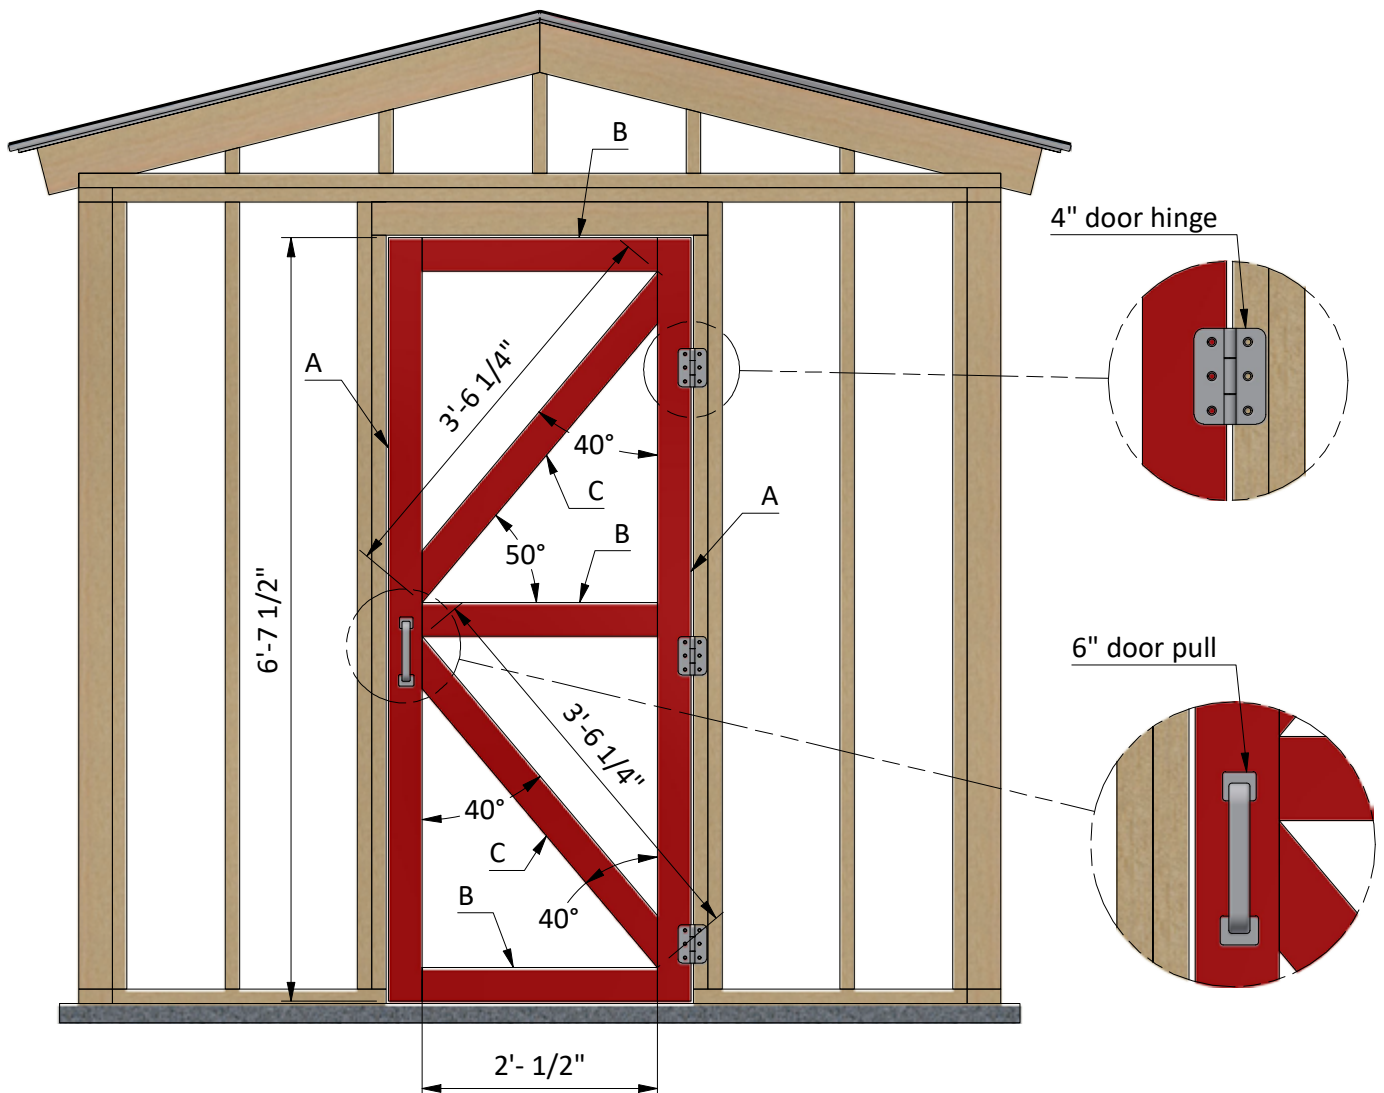 B
4" door hinge
A
3'-6 1/4"
40°
C
A
50°
B
6'-7 1/2"
6" door pull
3'-6 1/4"
40°
C
B
40°
2'- 1/2"